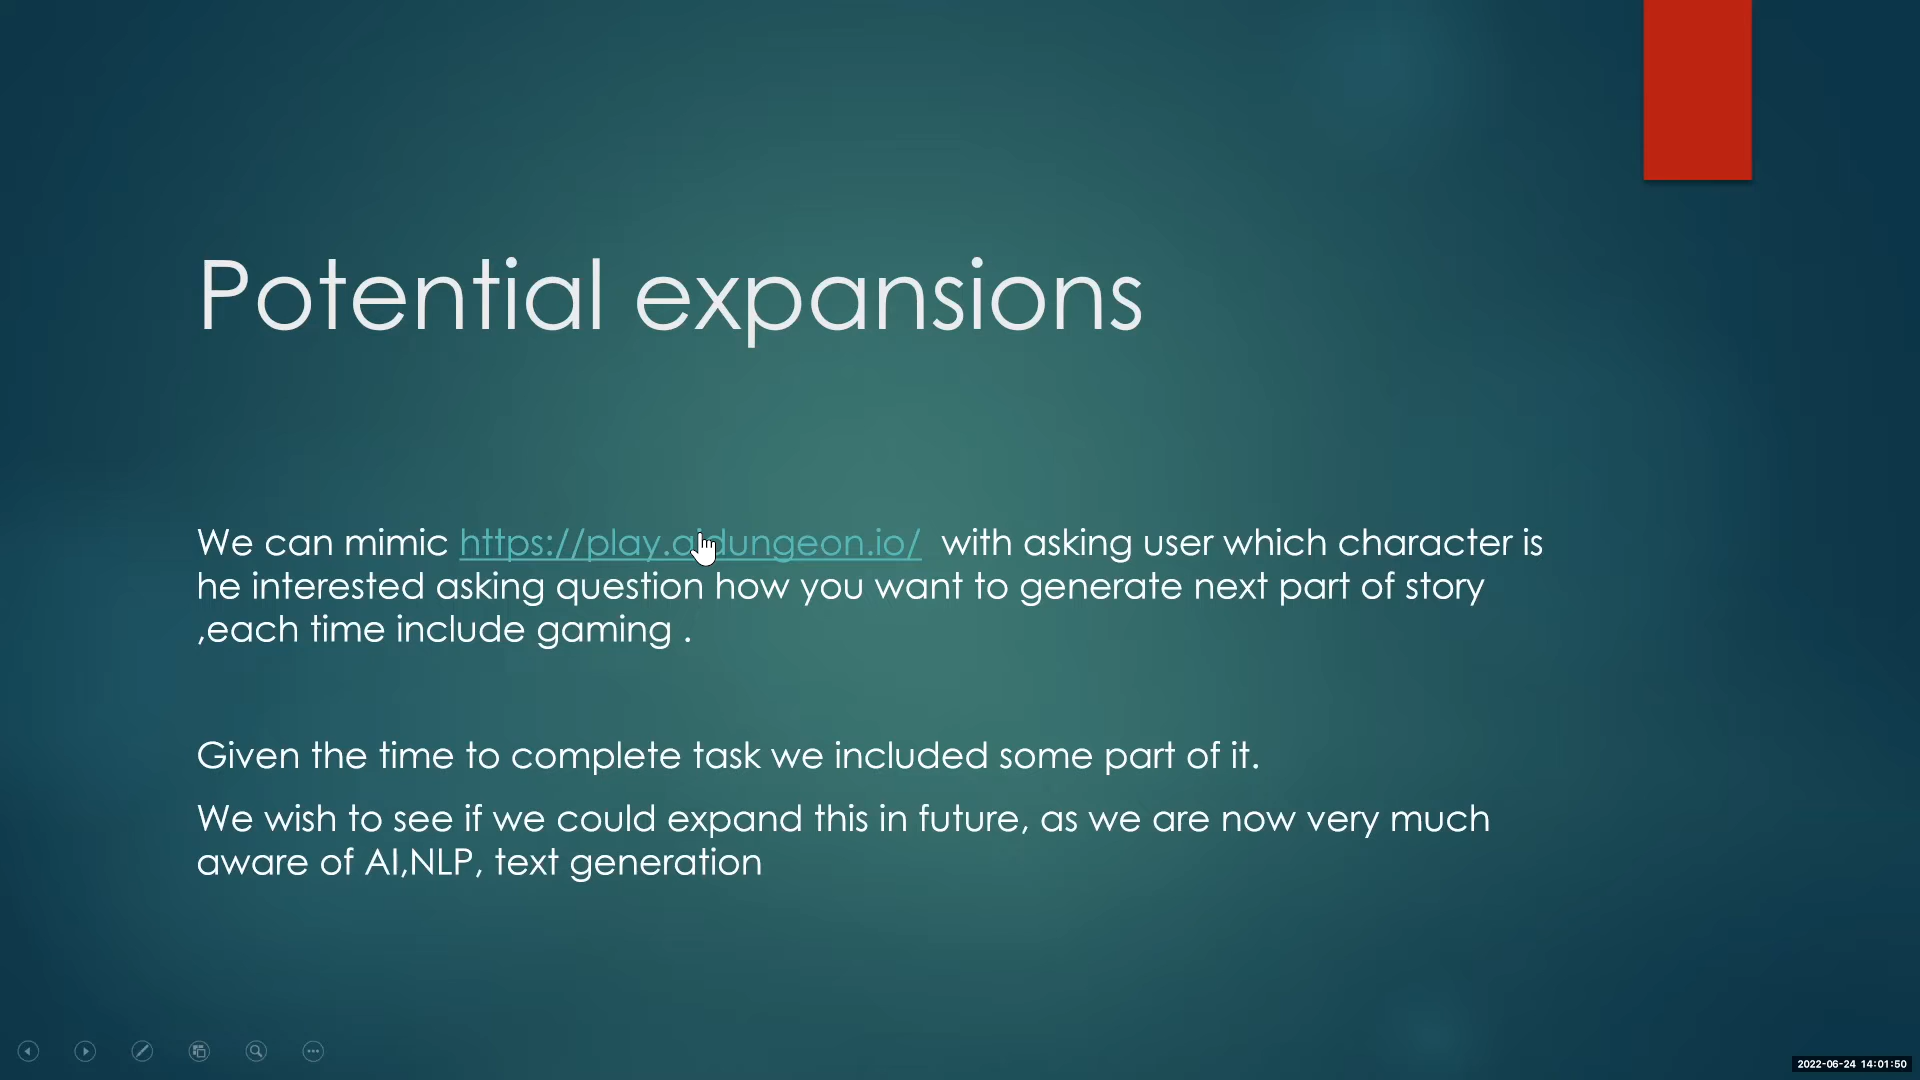 Potential expansions
We can mimic https://play.aidungeon.io/ with asking user which character is
he interested asking question how you want to generate next part of story
,each time include gaming .
Given the time to complete task we included some part of it.
We wish to see if we could expand this in future, as we are now very much
aware of AI,NLP, text generation
2022-06-24 14:01:50